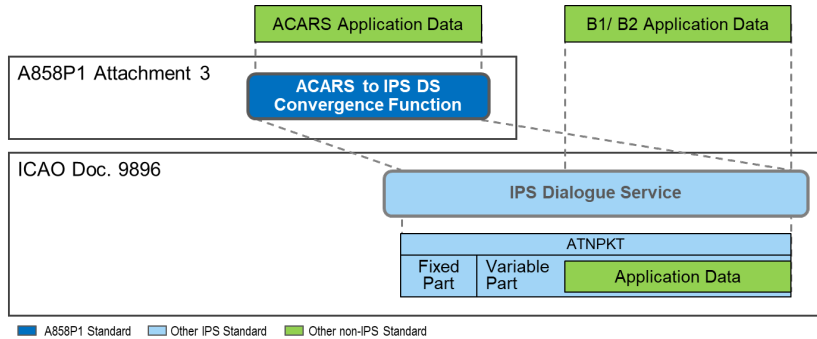 ACARS Application Data
B1/ B2 Application Data
A858P1 Attachment 3
ACARS to IPS DS
Convergence Function
ICAO Doc. 9896
IPS Dialogue Service
ATNPKT
Fixed
Part
Variable
Part
Application Data
A858P1 Standard
Other IPS Standard
Other non-IPS Standard